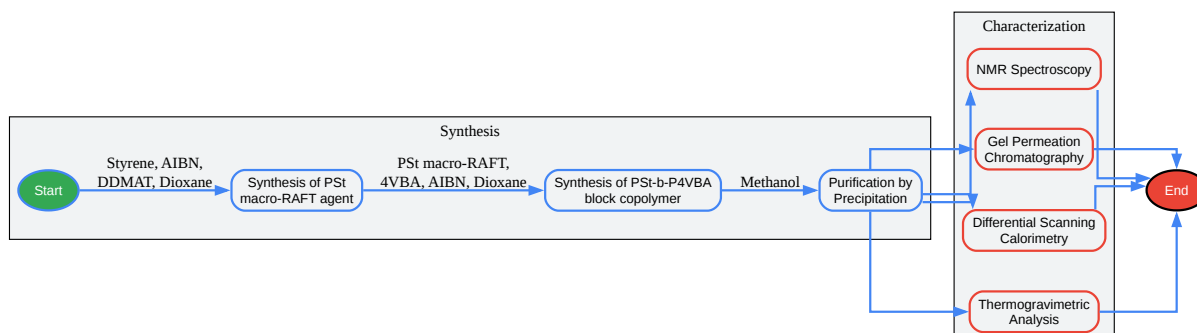 Characterization
NMR Spectroscopy
Synthesis
Start
Styrene, AIBN,
DDMAT, Dioxane
Synthesis of PSt
macro-RAFT agent
PSt macro-RAFT,
4VBA, AIBN, Dioxane
Synthesis of PSt-b-P4VBA
block copolymer
Methanol
Purification by
Precipitation
Gel Permeation
Chromatography
Differential Scanning
Calorimetry
Thermogravimetric
Analysis
End